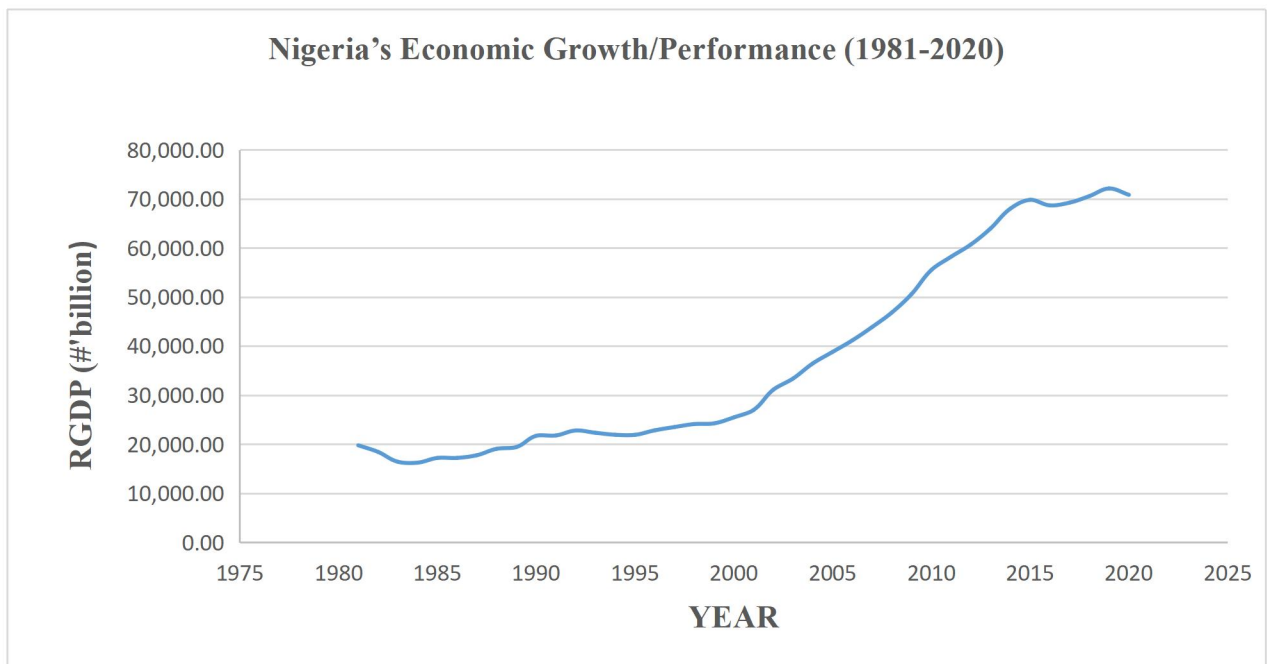 Nigeria’s Economic Growth/Performance (1981-2020)
RGDP (#'billion)
80,000.00
70,000.00
60,000.00
50,000.00
40,000.00
30,000.00
20,000.00
10,000.00
0.00
1975 1980 1985 1990 1995 2000 2005 2010 2015 2020 2025
YEAR